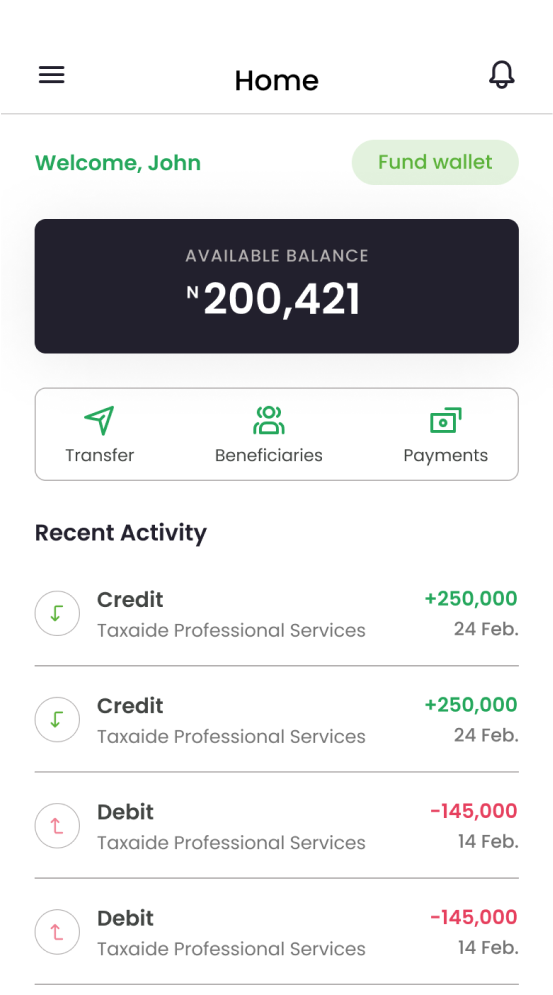 Home
Welcome, John
Fund wallet
AVAILABLE BALANCE
N200,421
Transfer
Beneficiaries
Payments
Recent Activity
Credit
+250,000
Taxaide Professional Services
24 Feb.
Credit
+250,000
Taxaide Professional Services
24 Feb.
Debit
-145,000
Taxaide Professional Services
14 Feb.
Debit
-145,000
Taxaide Professional Services
14 Feb.